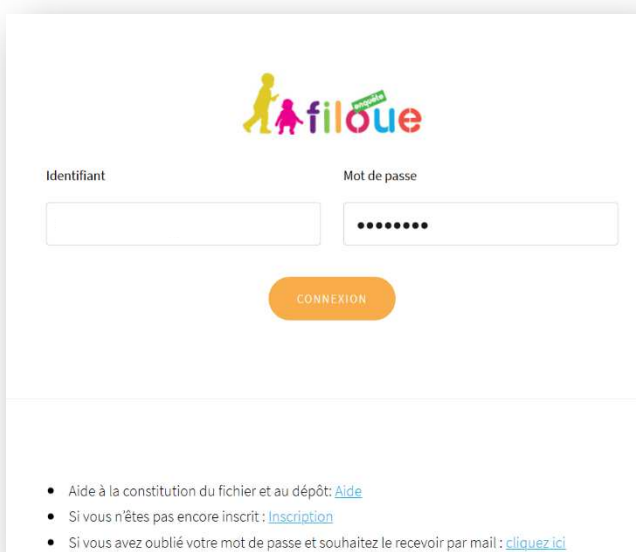 enquête
filoue
Identifiant Mot de passe
••••••••
CONNEXION
• Aide à la constitution du fichier et au dépôt: Aide
• Si vous n'êtes pas encore inscrit : Inscription
• Si vous avez oublié votre mot de passe et souhaitez le recevoir par mail : cliquez ici